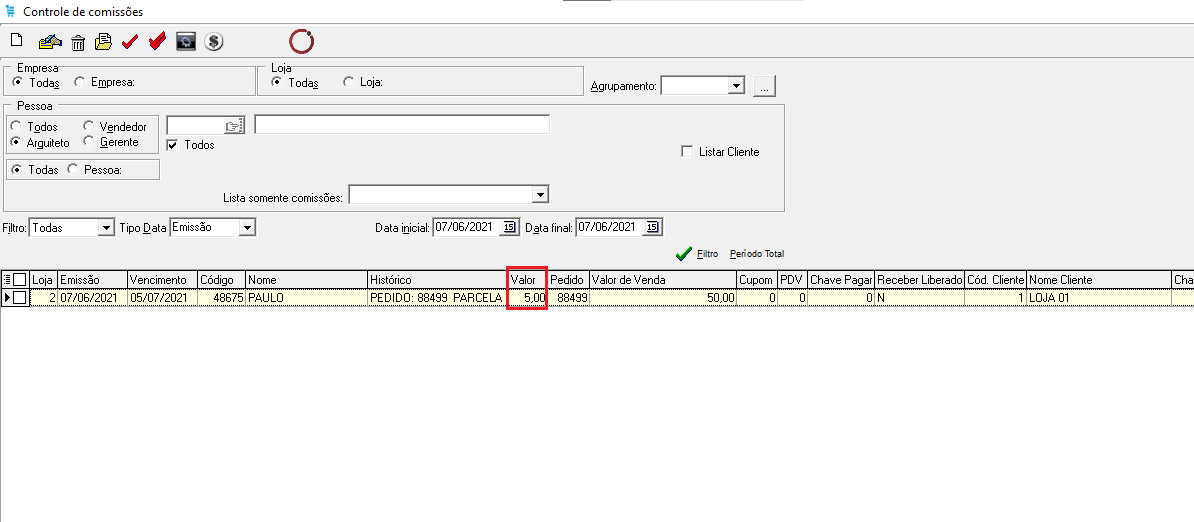 Controle de comissões
Empresa
Todas Empresa:
Loja
Todas Loja:
Agrupamento: ...
Pessoa
Todos Vendedor
Arguiteto Gerente
Todos
Listar Cliente
Todas Pessoa:
Lista somente comissões:
Filtro: Todas Tipo Data Emissão Data inicial: 07/06/2021 15 Data final: 07/06/2021 15
Filtro Período Total
Loja Emissão Vencimento Código Nome Histórico Valor Pedido Valor de Venda Cupom PDV Chave Pagar Receber Liberado Cód. Cliente Nome Cliente Cha
2 07/06/2021 05/07/2021 48675 PAULO PEDIDO: 88499 PARCELA 5,00 88499 50,00 0 0 0 N 1 LOJA 01